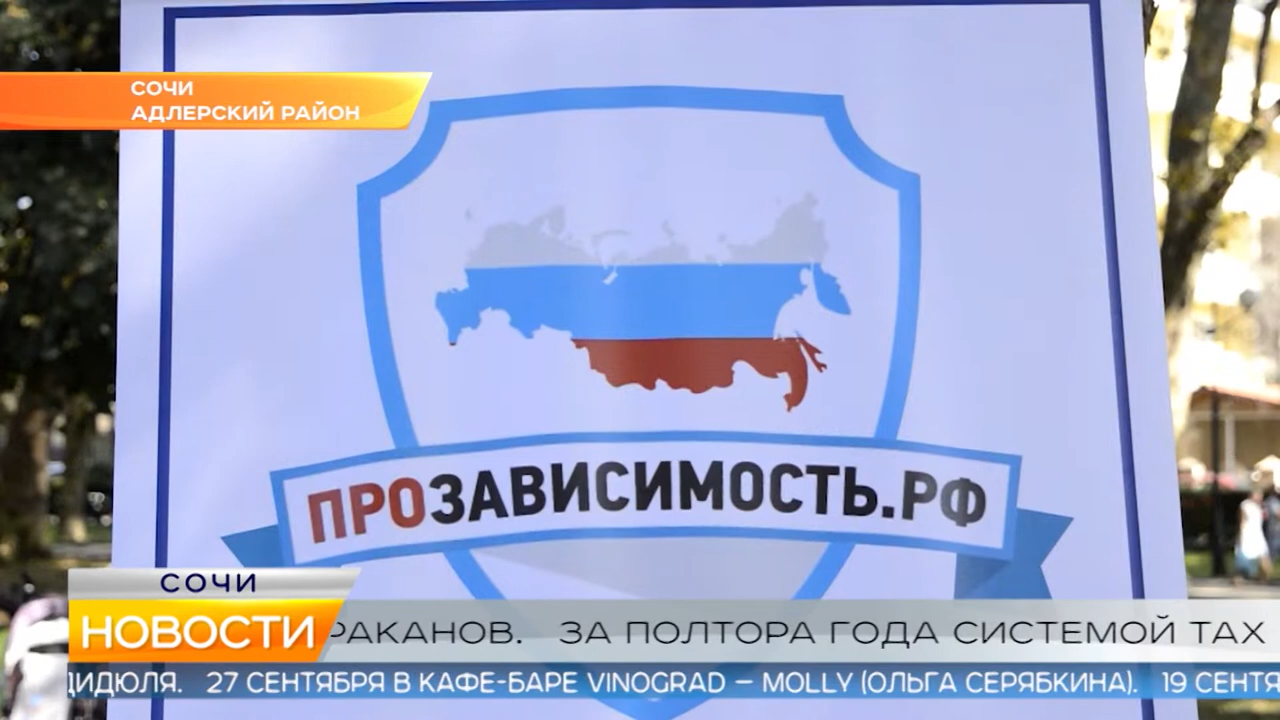 СОЧИ
АДЛЕРСКИЙ РАЙОН
ПРОЗАВИСИМОСТЬ.РФ
СОЧИ
НОВОСТИ
РАКАНОВ. ЗА ПОЛТОРА ГОДА СИСТЕМОЙ TAX
ДИДЮЛЯ. 27 СЕНТЯБРЯ В КАФЕ-БАРЕ VINOGRAD – MOLLY (ОЛЬГА СЕРЯБКИНА). 19 СЕНТЯ